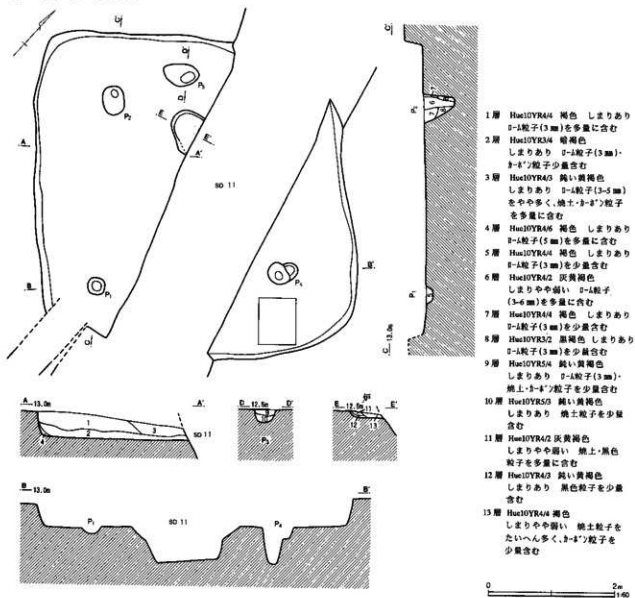 C
D
P3
P2
E
D
E'
A
A'
SD 11
B'
P4
P1
B
C'
P2
6
7
P1
C 13.0m
1層 Hue10YR4/4 褐色 しまりあり
ローム粒子(3㎜)を多量に含む
2層 Hue10YR3/4 暗褐色
しまりあり ローム粒子(3㎜)・
カーボン粒子少量含む
3層 Hue10YR4/3 鈍い黄褐色
しまりあり ローム粒子(3-5㎜)
をやや多く、焼土・カーボン粒子
を多量に含む
4層 Hue10YR4/6 褐色 しまりあり
ローム粒子(5㎜)を多量に含む
5層 Hue10YR4/4 褐色 しまりあり
ローム粒子(3㎜)を少量含む
6層 Hue10YR4/2 灰黄褐色
しまりやや弱い ローム粒子
(3-6㎜)を多量に含む
7層 Hue10YR4/4 褐色 しまりあり
ローム粒子(3㎜)を少量含む
8層 Hue10YR3/2 黒褐色 しまりあり
ローム粒子(3㎜)を少量含む
9層 Hue10YR5/4 鈍い黄褐色
しまりあり ローム粒子(3㎜)・
焼土・カーボン粒子を少量含む
10層 Hue10YR5/3 鈍い黄褐色
しまりあり 焼土粒子を少量
含む
11層 Hue10YR4/2 灰黄褐色
しまりやや弱い 焼土・黒色
粒子を多量に含む
12層 Hue10YR4/3 鈍い黄褐色
しまりあり 黒色粒子を少量
含む
13層 Hue10YR4/4 褐色
しまりやや弱い 焼土粒子を
たいへん多く、カーボン粒子を
少量含む
A 13.0m A'
1
2
3
4
SD 11
D 12.5m D'
P3
E 12.5m E'
11
12 13
B 13.0m B'
P1
SD 11
P4
0 2m
1:60